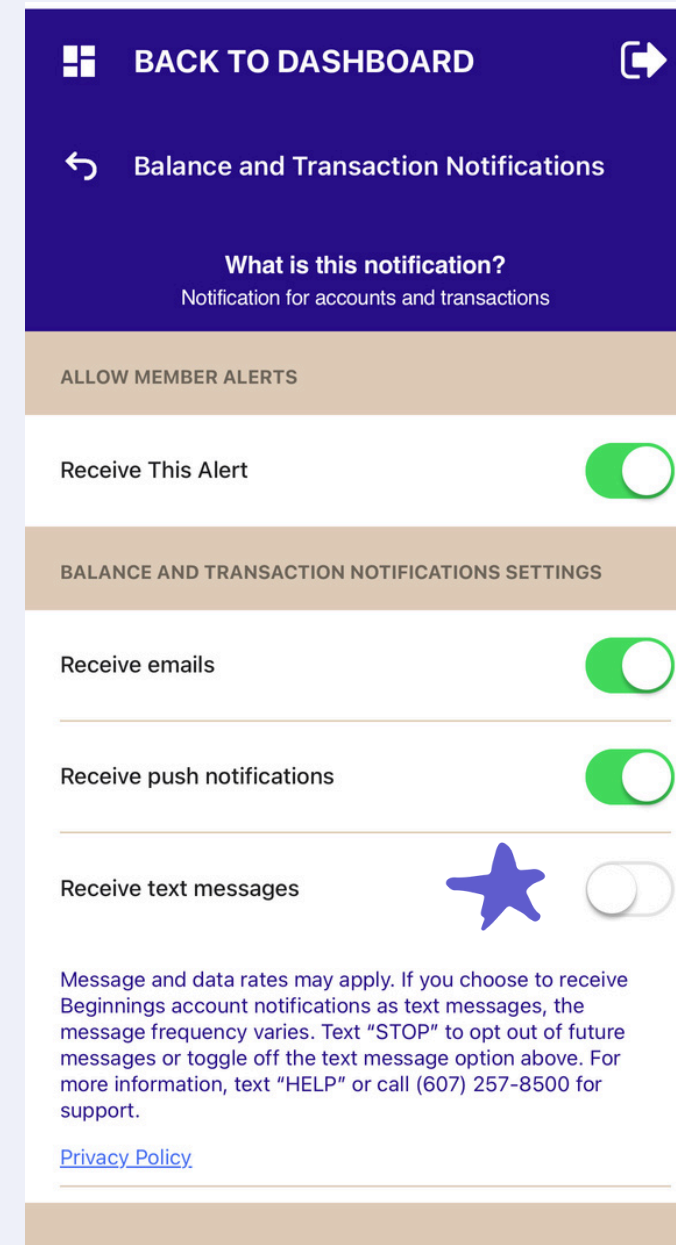 BACK TO DASHBOARD
Balance and Transaction Notifications
What is this notification?
Notification for accounts and transactions
ALLOW MEMBER ALERTS
Receive This Alert
BALANCE AND TRANSACTION NOTIFICATIONS SETTINGS
Receive emails
Receive push notifications
Receive text messages
Message and data rates may apply. If you choose to receive
Beginnings account notifications as text messages, the
message frequency varies. Text “STOP” to opt out of future
messages or toggle off the text message option above. For
more information, text “HELP” or call (607) 257-8500 for
support.
Privacy Policy